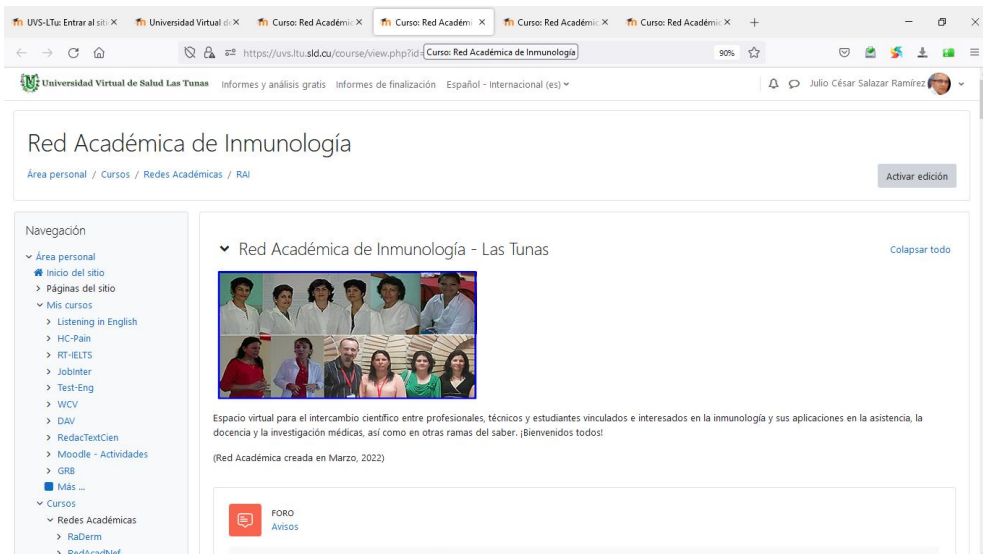 UVS-LTu: Entrar al siti
Universidad Virtual de
Curso: Red Académic
Curso: Red Académi
Curso: Red Académic
Curso: Red Académic
https://uvs.ltu.sld.cu/course/view.php?id=
Curso: Red Académica de Inmunología
90%
Universidad Virtual de Salud Las Tunas
Informes y análisis gratis
Informes de finalización
Español - Internacional (es)
Julio César Salazar Ramírez
Red Académica de Inmunología
Área personal / Cursos / Redes Académicas / RAI
Activar edición
Navegación
Área personal
Inicio del sitio
Páginas del sitio
Mis cursos
Listening in English
HC-Pain
RT-IELTS
JobInter
Test-Eng
WCV
DAV
RedacTextCien
Moodle - Actividades
GRB
Más ...
Cursos
Redes Académicas
RaDerm
RedAcadNef
Red Académica de Inmunología - Las Tunas
Colapsar todo
Espacio virtual para el intercambio científico entre profesionales, técnicos y estudiantes vinculados e interesados en la inmunología y sus aplicaciones en la asistencia, la
docencia y la investigación médicas, así como en otras ramas del saber. ¡Bienvenidos todos!
(Red Académica creada en Marzo, 2022)
FORO
Avisos